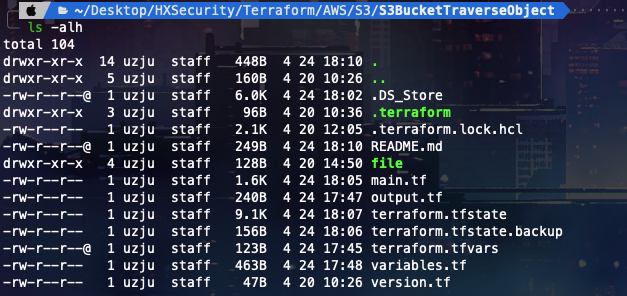 ~/Desktop/HXSecurity/Terraform/AWS/S3/S3BucketTraverseObject
ls -alh
total 104
drwxr-xr-x  14 uzju  staff   448B  4 24 18:10 .
drwxr-xr-x   5 uzju  staff   160B  4 20 10:26 ..
-rw-r--r--@  1 uzju  staff   6.0K  4 24 18:02 .DS_Store
drwxr-xr-x   3 uzju  staff    96B  4 20 10:36 .terraform
-rw-r--r--   1 uzju  staff   2.1K  4 20 12:05 .terraform.lock.hcl
-rw-r--r--@  1 uzju  staff   249B  4 24 18:10 README.md
drwxr-xr-x   4 uzju  staff   128B  4 20 14:50 file
-rw-r--r--   1 uzju  staff   1.6K  4 24 18:05 main.tf
-rw-r--r--   1 uzju  staff   240B  4 24 17:47 output.tf
-rw-r--r--   1 uzju  staff   9.1K  4 24 18:07 terraform.tfstate
-rw-r--r--   1 uzju  staff   156B  4 24 18:06 terraform.tfstate.backup
-rw-r--r--@  1 uzju  staff   123B  4 24 17:45 terraform.tfvars
-rw-r--r--   1 uzju  staff   463B  4 24 17:48 variables.tf
-rw-r--r--   1 uzju  staff    47B  4 20 10:26 version.tf